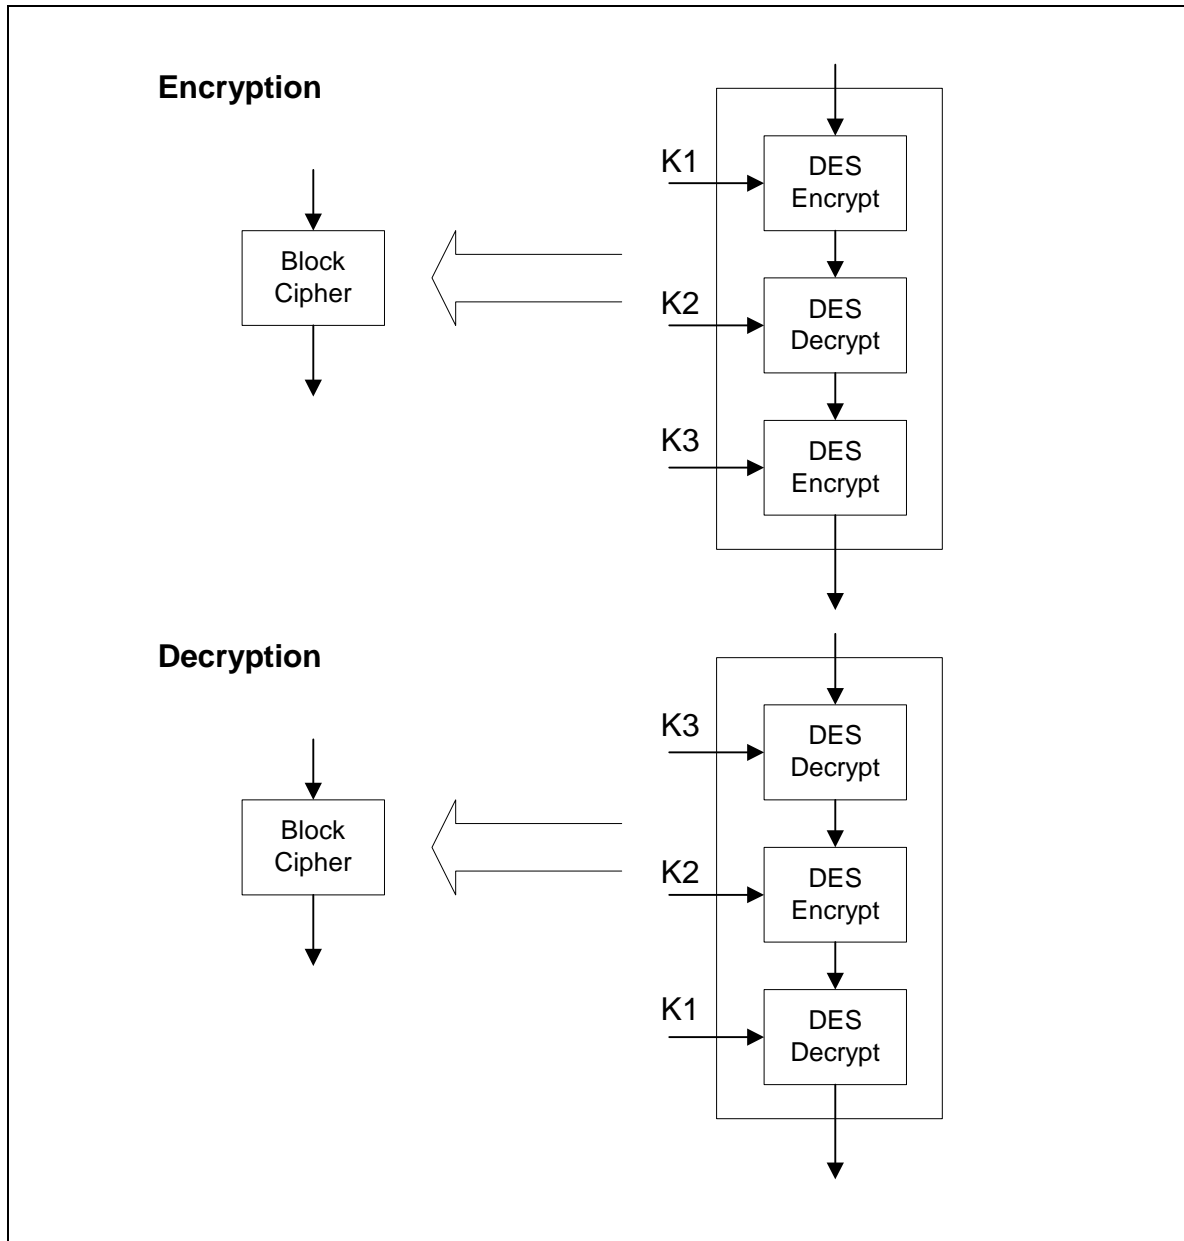 Encryption
Block
Cipher
K1
DES
Encrypt
K2
DES
Decrypt
K3
DES
Encrypt
Decryption
Block
Cipher
K3
DES
Decrypt
K2
DES
Encrypt
K1
DES
Decrypt